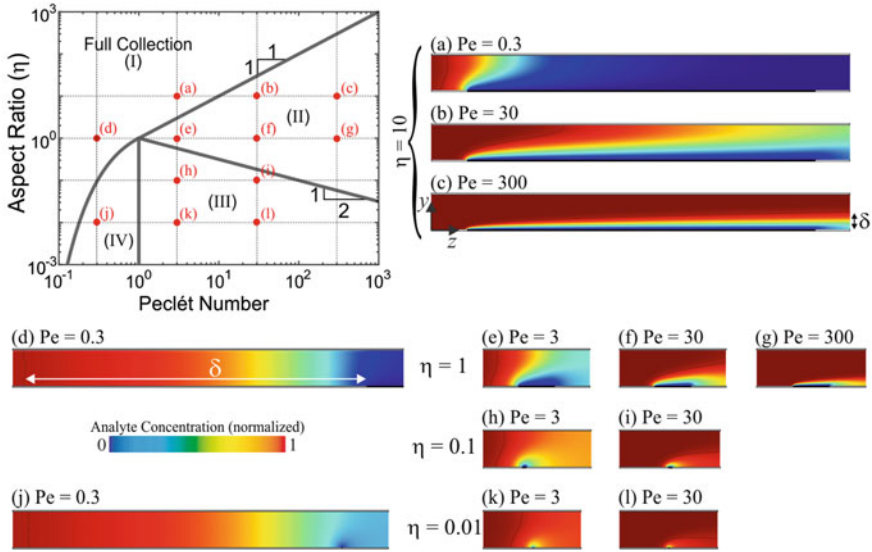 10³
Full Collection
(I)
1
1
(a)
(b)
(c)
(II)
(d)
10⁰
(e)
(f)
(g)
(h)
(i)
(III)
1
2
(j)
(k)
(l)
(IV)
10⁻³
10⁻¹
10⁰
10¹
10²
10³
Aspect Ratio (η)
Peclét Number
η = 10
(a) Pe = 0.3
(b) Pe = 30
(c) Pe = 300
y
z
δ
(d) Pe = 0.3
δ
η = 1
(e) Pe = 3
(f) Pe = 30
(g) Pe = 300
Analyte Concentration (normalized)
0
1
η = 0.1
(h) Pe = 3
(i) Pe = 30
(j) Pe = 0.3
η = 0.01
(k) Pe = 3
(l) Pe = 30